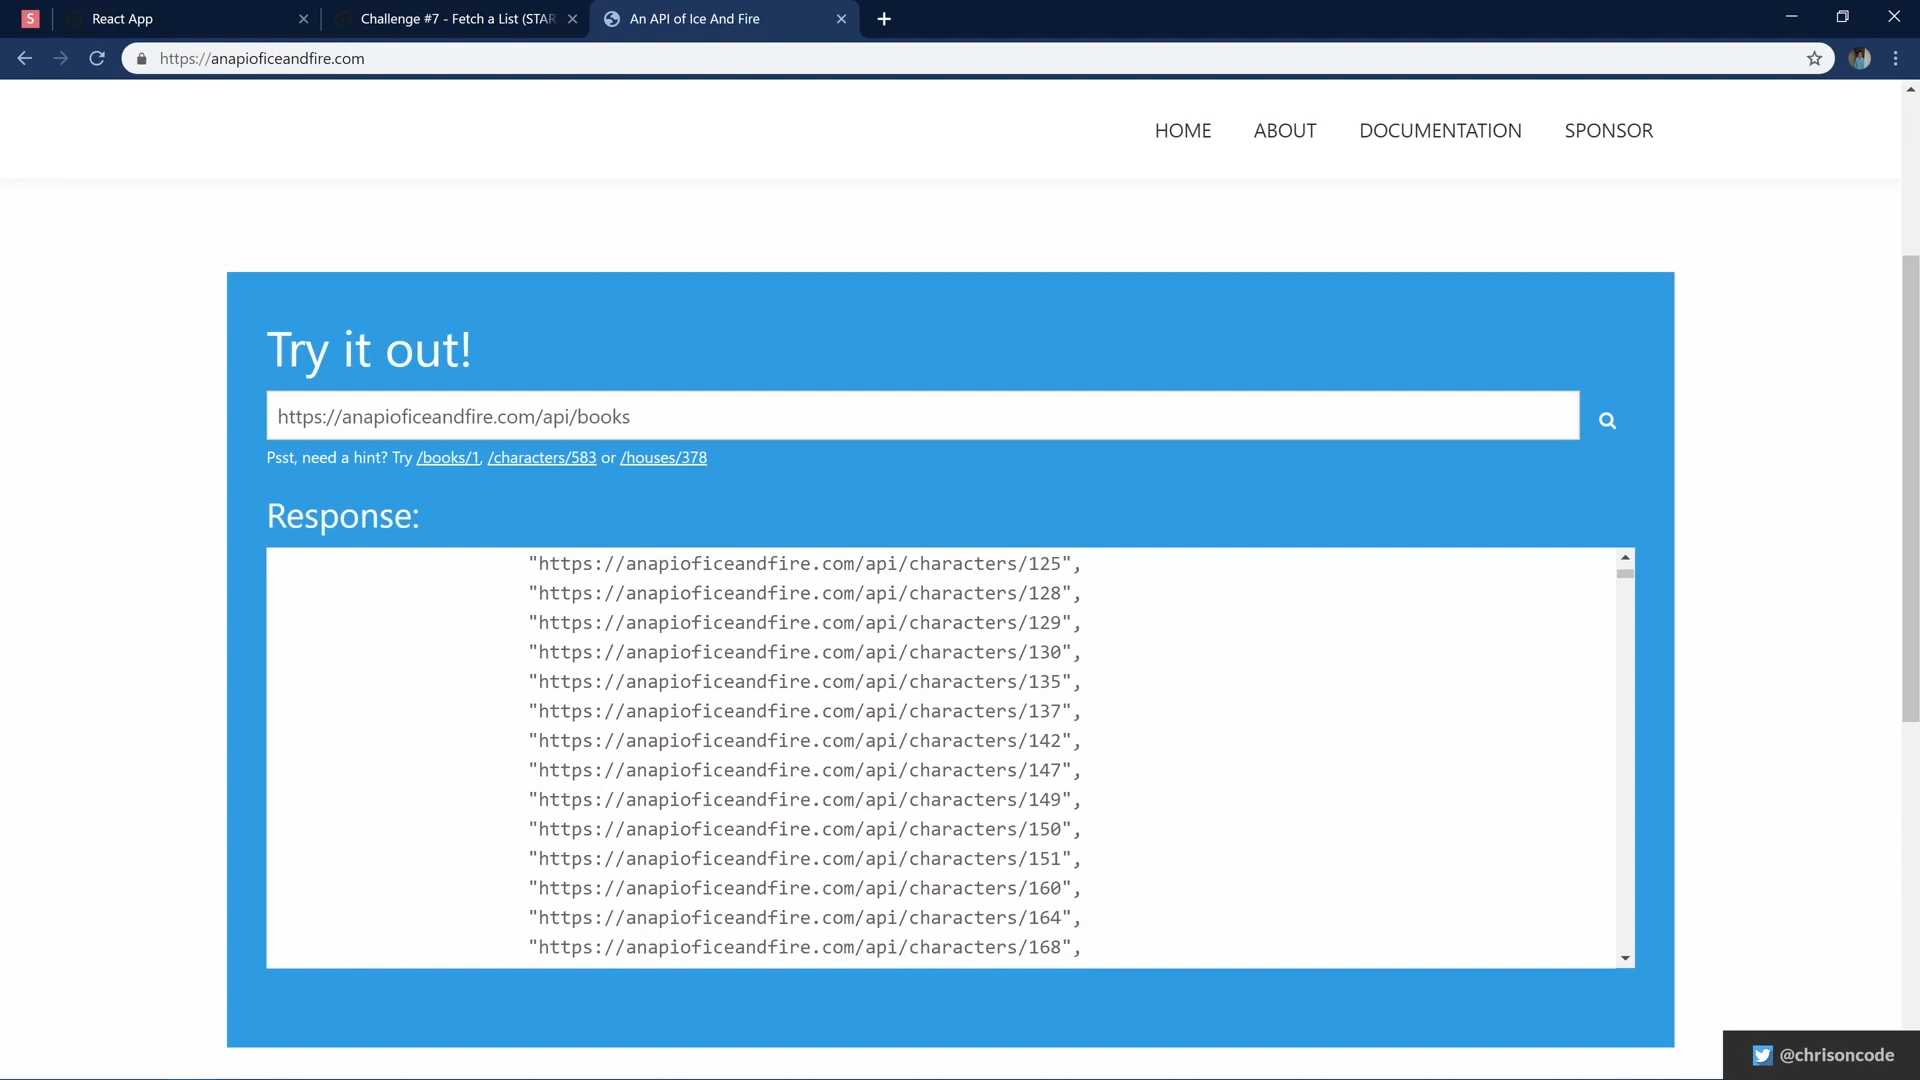 S
React App
Challenge #7 - Fetch a List (STAR
An API of Ice And Fire
https://anapioficeandfire.com
HOME ABOUT DOCUMENTATION SPONSOR
Try it out!
https://anapioficeandfire.com/api/books
Psst, need a hint? Try /books/1, /characters/583 or /houses/378
Response:
"https://anapioficeandfire.com/api/characters/125",
"https://anapioficeandfire.com/api/characters/128",
"https://anapioficeandfire.com/api/characters/129",
"https://anapioficeandfire.com/api/characters/130",
"https://anapioficeandfire.com/api/characters/135",
"https://anapioficeandfire.com/api/characters/137",
"https://anapioficeandfire.com/api/characters/142",
"https://anapioficeandfire.com/api/characters/147",
"https://anapioficeandfire.com/api/characters/149",
"https://anapioficeandfire.com/api/characters/150",
"https://anapioficeandfire.com/api/characters/151",
"https://anapioficeandfire.com/api/characters/160",
"https://anapioficeandfire.com/api/characters/164",
"https://anapioficeandfire.com/api/characters/168",
@chrisoncode